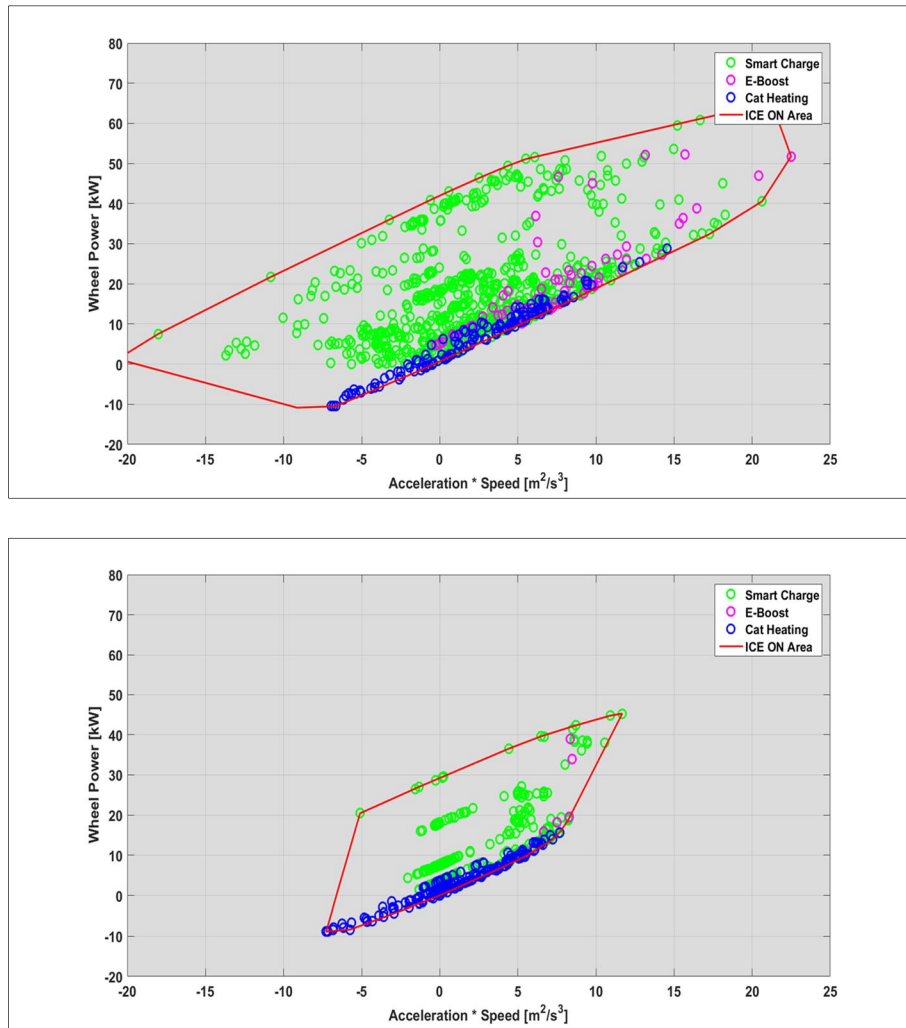 80
70
60
50
40
30
20
10
0
-10
-20
Wheel Power [kW]
Smart Charge
E-Boost
Cat Heating
ICE ON Area
-20 -15 -10 -5 0 5 10 15 20 25
Acceleration * Speed [m²/s³]
80
70
60
50
40
30
20
10
0
-10
-20
Wheel Power [kW]
Smart Charge
E-Boost
Cat Heating
ICE ON Area
-20 -15 -10 -5 0 5 10 15 20 25
Acceleration * Speed [m²/s³]